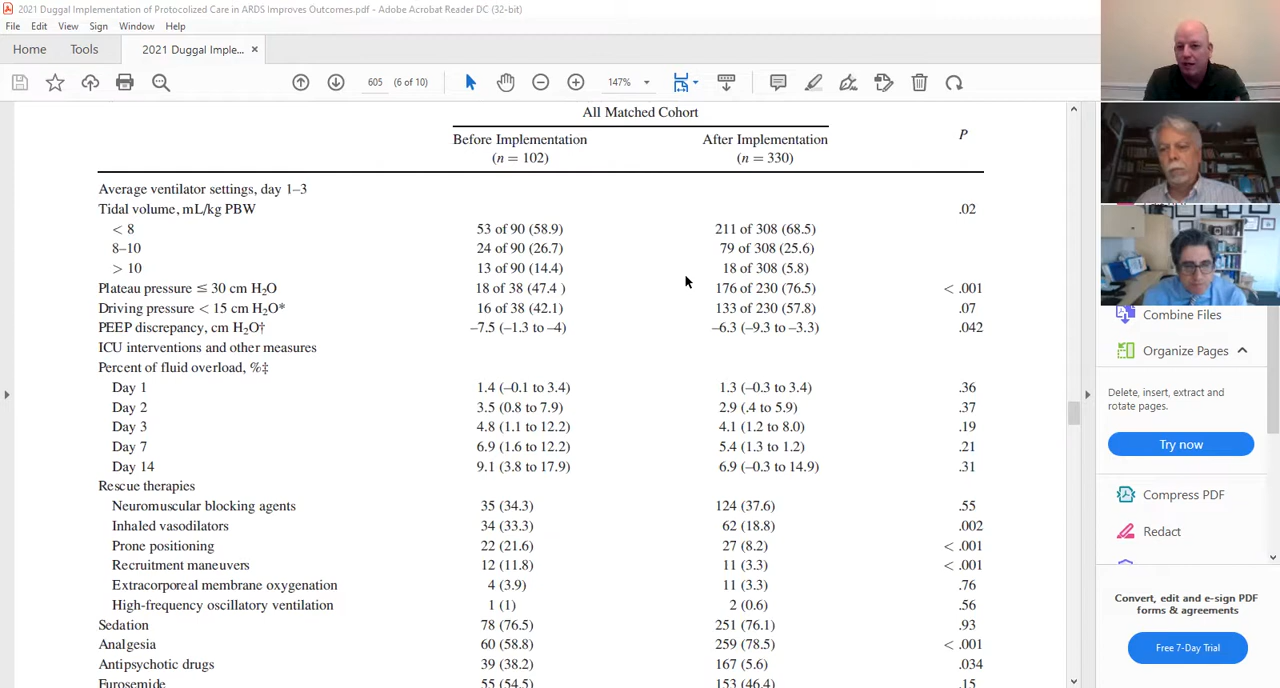 2021 Duggal Implementation of Protocolized Care in ARDS Improves Outcomes.pdf - Adobe Acrobat Reader DC (32-bit)
File Edit View Sign Window Help
Home Tools 2021 Duggal Imple... ×
605 (6 of 10) 147%
All Matched Cohort
Before Implementation After Implementation P
(n = 102) (n = 330)
Average ventilator settings, day 1–3
Tidal volume, mL/kg PBW .02
< 8 53 of 90 (58.9) 211 of 308 (68.5)
8–10 24 of 90 (26.7) 79 of 308 (25.6)
> 10 13 of 90 (14.4) 18 of 308 (5.8)
Plateau pressure ≤ 30 cm H₂O 18 of 38 (47.4 ) 176 of 230 (76.5) < .001
Driving pressure < 15 cm H₂O* 16 of 38 (42.1) 133 of 230 (57.8) .07
PEEP discrepancy, cm H₂O† –7.5 (–1.3 to –4) –6.3 (–9.3 to –3.3) .042
ICU interventions and other measures
Percent of fluid overload, %‡
Day 1 1.4 (–0.1 to 3.4) 1.3 (–0.3 to 3.4) .36
Day 2 3.5 (0.8 to 7.9) 2.9 (.4 to 5.9) .37
Day 3 4.8 (1.1 to 12.2) 4.1 (1.2 to 8.0) .19
Day 7 6.9 (1.6 to 12.2) 5.4 (1.3 to 1.2) .21
Day 14 9.1 (3.8 to 17.9) 6.9 (–0.3 to 14.9) .31
Rescue therapies
Neuromuscular blocking agents 35 (34.3) 124 (37.6) .55
Inhaled vasodilators 34 (33.3) 62 (18.8) .002
Prone positioning 22 (21.6) 27 (8.2) < .001
Recruitment maneuvers 12 (11.8) 11 (3.3) < .001
Extracorporeal membrane oxygenation 4 (3.9) 11 (3.3) .76
High-frequency oscillatory ventilation 1 (1) 2 (0.6) .56
Sedation 78 (76.5) 251 (76.1) .93
Analgesia 60 (58.8) 259 (78.5) < .001
Antipsychotic drugs 39 (38.2) 167 (5.6) .034
Furosemide 55 (54.5) 153 (46.4) .15
Combine Files
Organize Pages
Delete, insert, extract and
rotate pages.
Try now
Compress PDF
Redact
Convert, edit and e-sign PDF
forms & agreements
Free 7-Day Trial